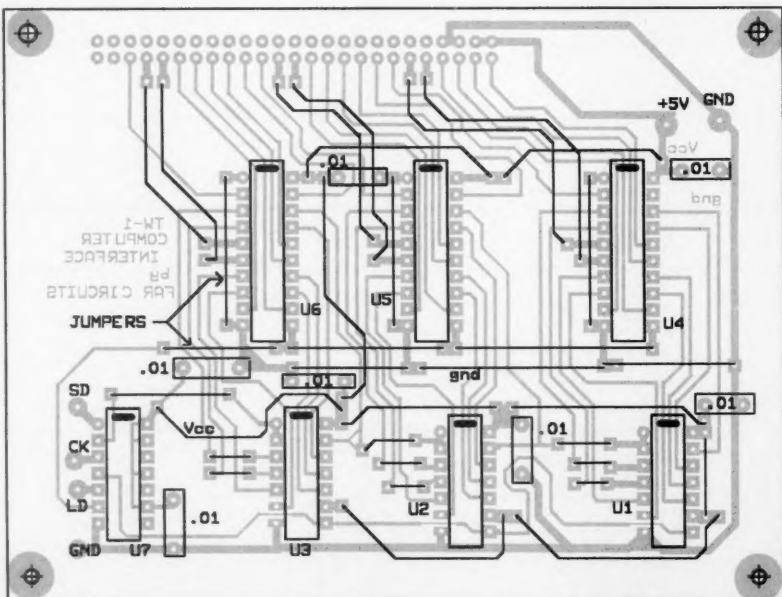 +5V GND
Vcc
.01 .01
gnd
TW-1
COMPUTER
INTERFACE
by
FAR CIRCUITS
U6 U5 U4
JUMPERS
.01 gnd
.01
SD .01
Vcc .01
CK
LD
.01 U2 U1
GND U7 U3